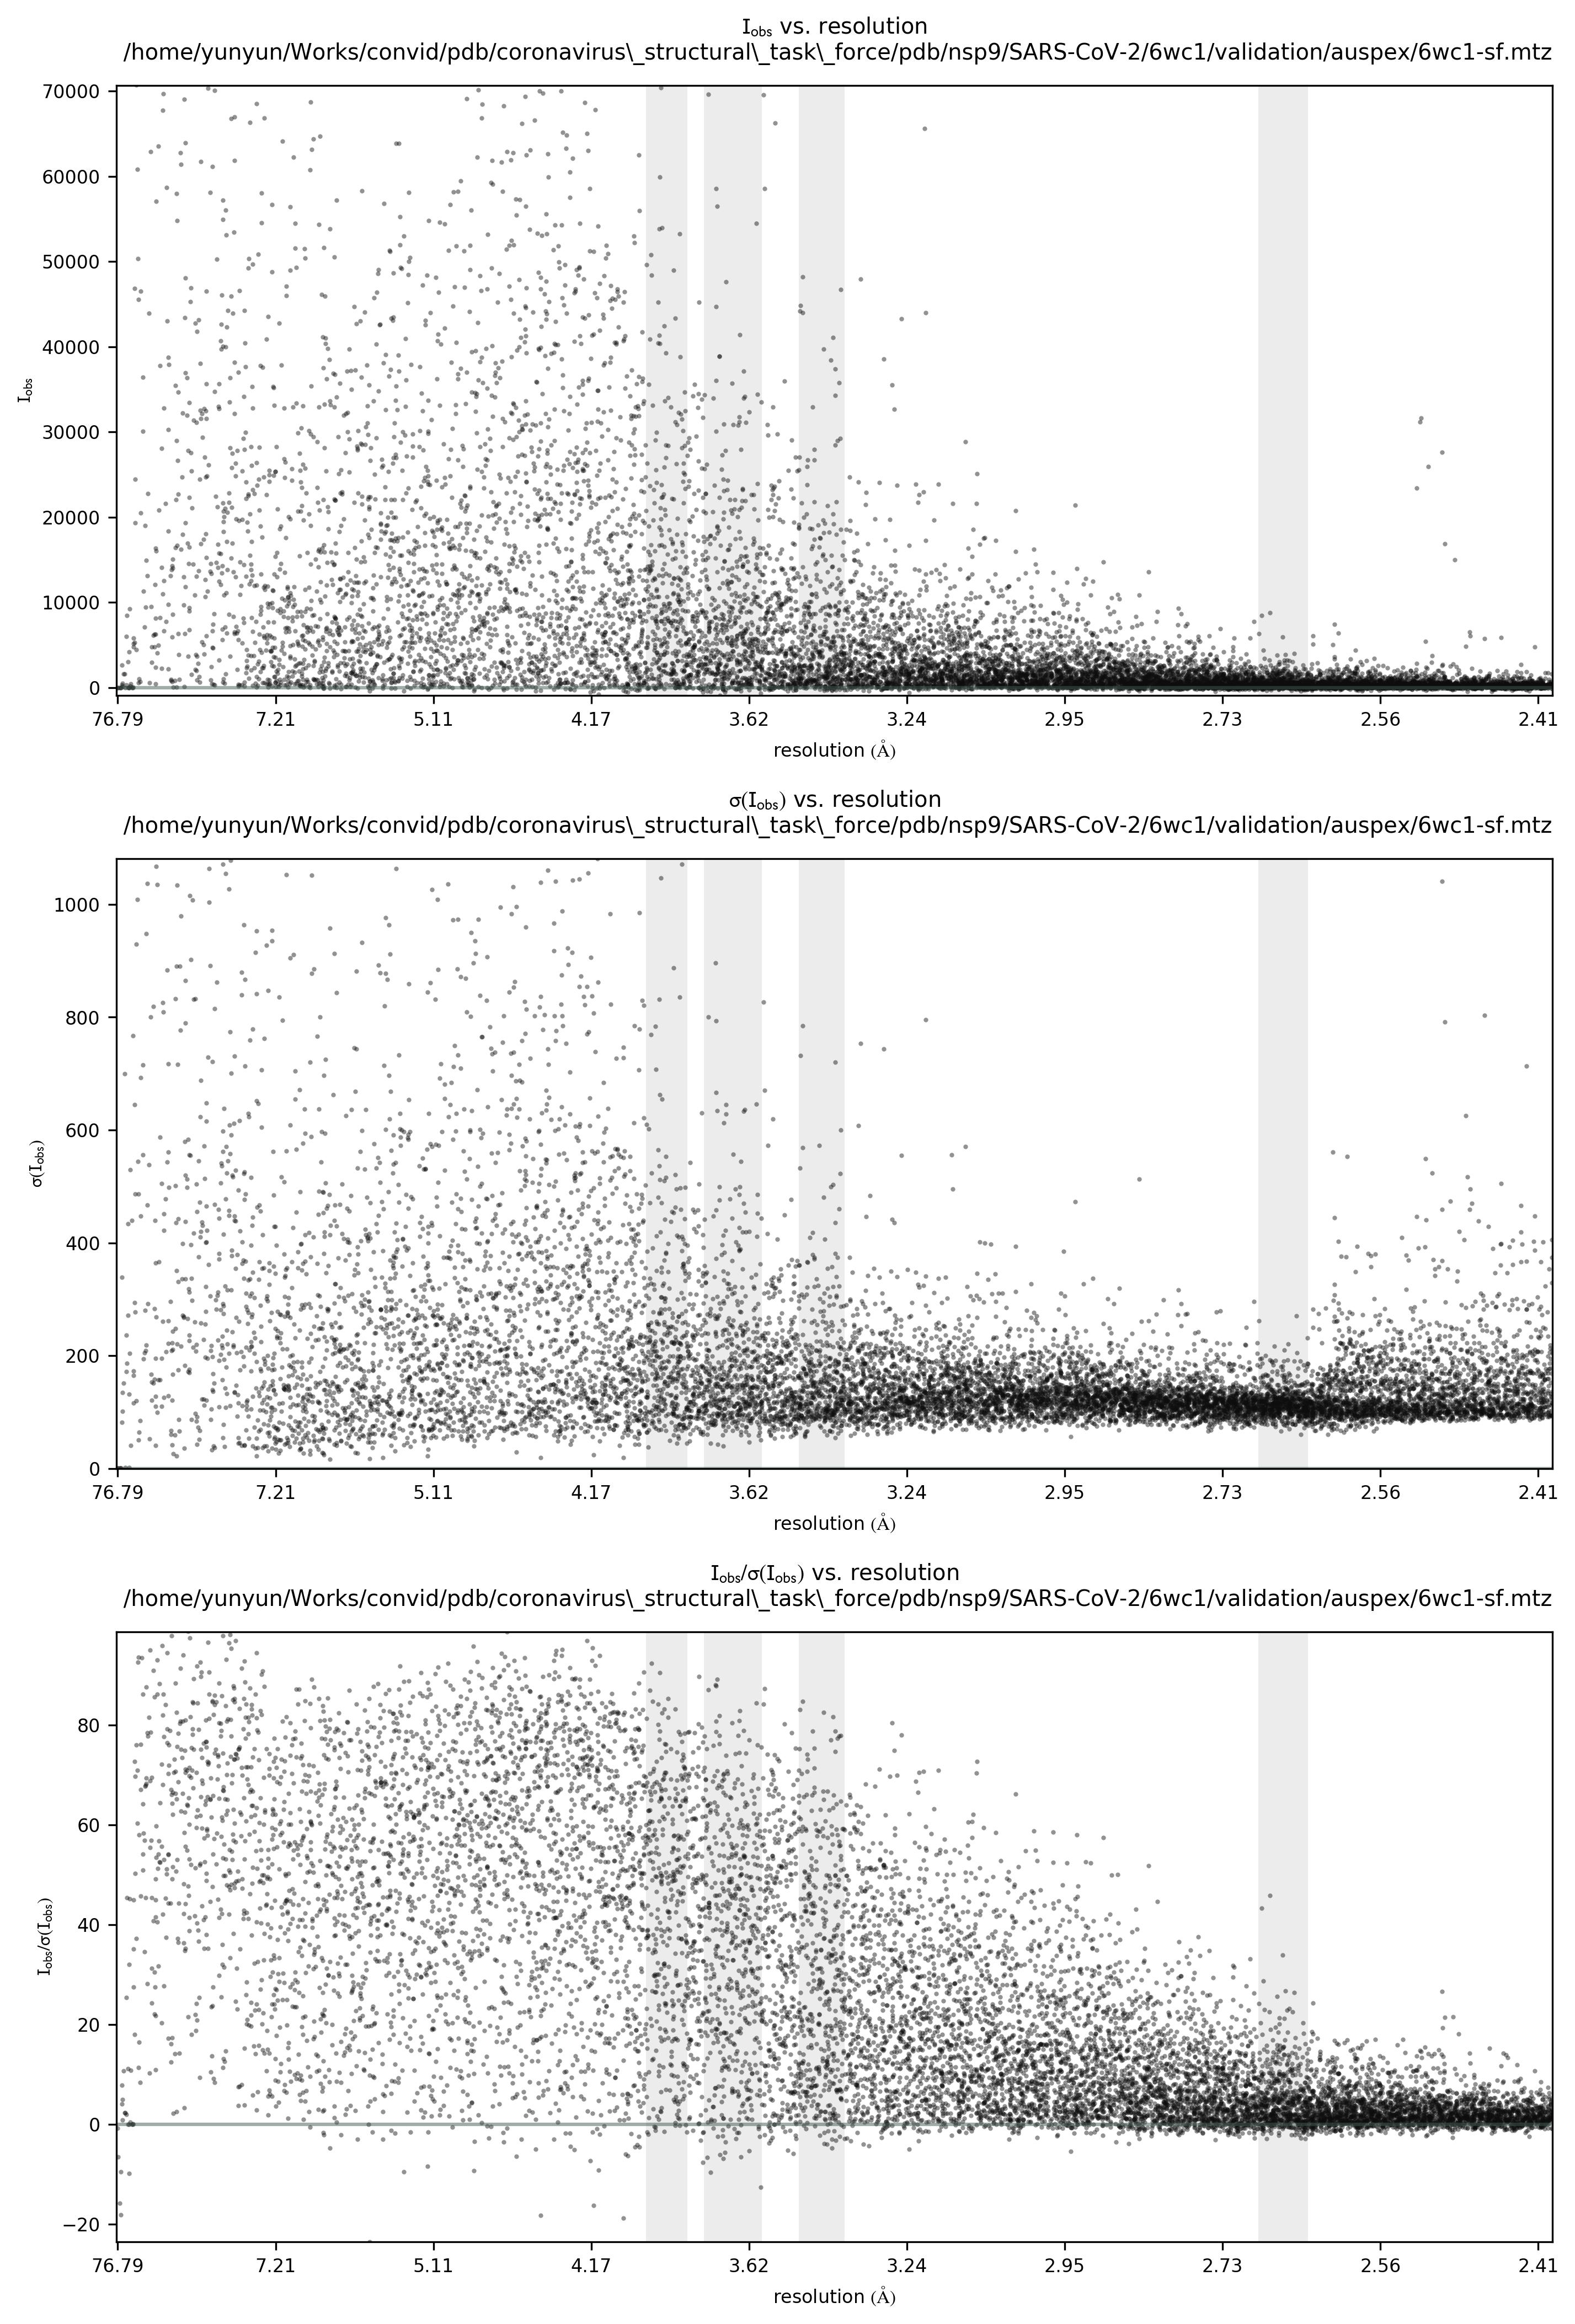 I_obs vs. resolution
/home/yunyun/Works/convid/pdb/coronavirus\_structural\_task\_force/pdb/nsp9/SARS-CoV-2/6wc1/validation/auspex/6wc1-sf.mtz
70000
60000
50000
40000
30000
20000
10000
0
I_obs
76.79 7.21 5.11 4.17 3.62 3.24 2.95 2.73 2.56 2.41
resolution (Å)
σ(I_obs) vs. resolution
/home/yunyun/Works/convid/pdb/coronavirus\_structural\_task\_force/pdb/nsp9/SARS-CoV-2/6wc1/validation/auspex/6wc1-sf.mtz
1000
800
600
400
200
0
σ(I_obs)
76.79 7.21 5.11 4.17 3.62 3.24 2.95 2.73 2.56 2.41
resolution (Å)
I_obs/σ(I_obs) vs. resolution
/home/yunyun/Works/convid/pdb/coronavirus\_structural\_task\_force/pdb/nsp9/SARS-CoV-2/6wc1/validation/auspex/6wc1-sf.mtz
80
60
40
20
0
−20
I_obs/σ(I_obs)
76.79 7.21 5.11 4.17 3.62 3.24 2.95 2.73 2.56 2.41
resolution (Å)